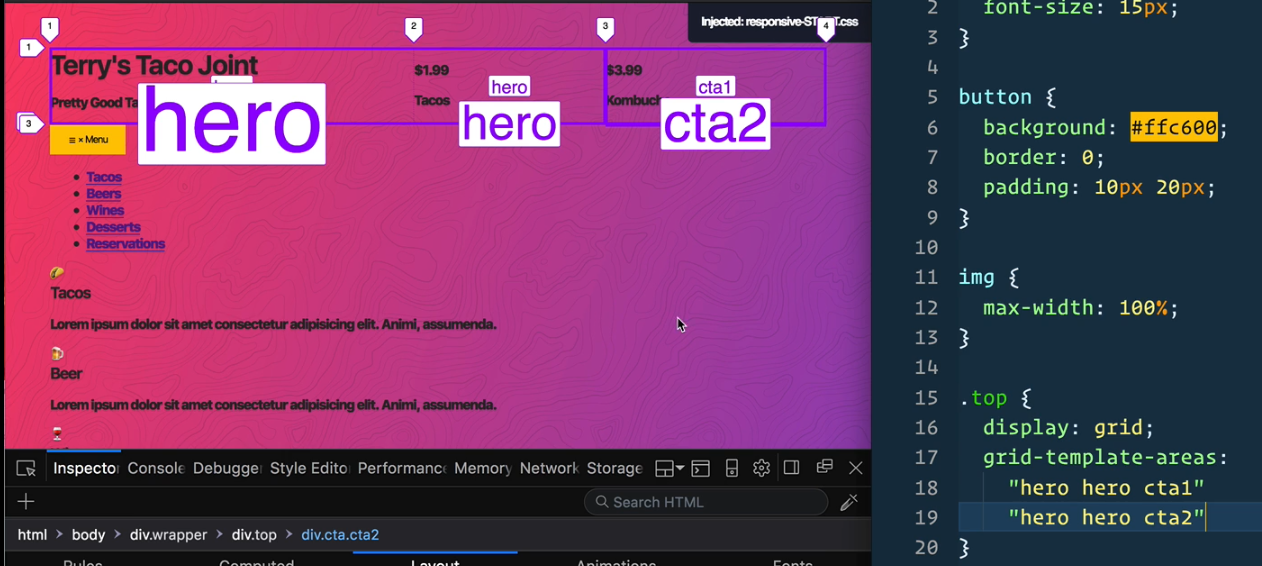 Injected: responsive-START.css
1
2
3
4
1
Terry's Taco Joint
$1.99
$3.99
hero
cta1
Pretty Good Ta
hero
Tacos
hero
Kombuch
cta2
3
≡ × Menu
Tacos
Beers
Wines
Desserts
Reservations
Tacos
Lorem ipsum dolor sit amet consectetur adipisicing elit. Animi, assumenda.
Beer
Lorem ipsum dolor sit amet consectetur adipisicing elit. Animi, assumenda.
Inspector Console Debugger Style Editor Performance Memory Network Storage
+
Search HTML
html > body > div.wrapper > div.top > div.cta.cta2
Rules Computed Layout Animations Fonts
2 font-size: 15px;
3 }
4
5 button {
6 background: #ffc600;
7 border: 0;
8 padding: 10px 20px;
9 }
10
11 img {
12 max-width: 100%;
13 }
14
15 .top {
16 display: grid;
17 grid-template-areas:
18 "hero hero cta1"
19 "hero hero cta2"
20 }